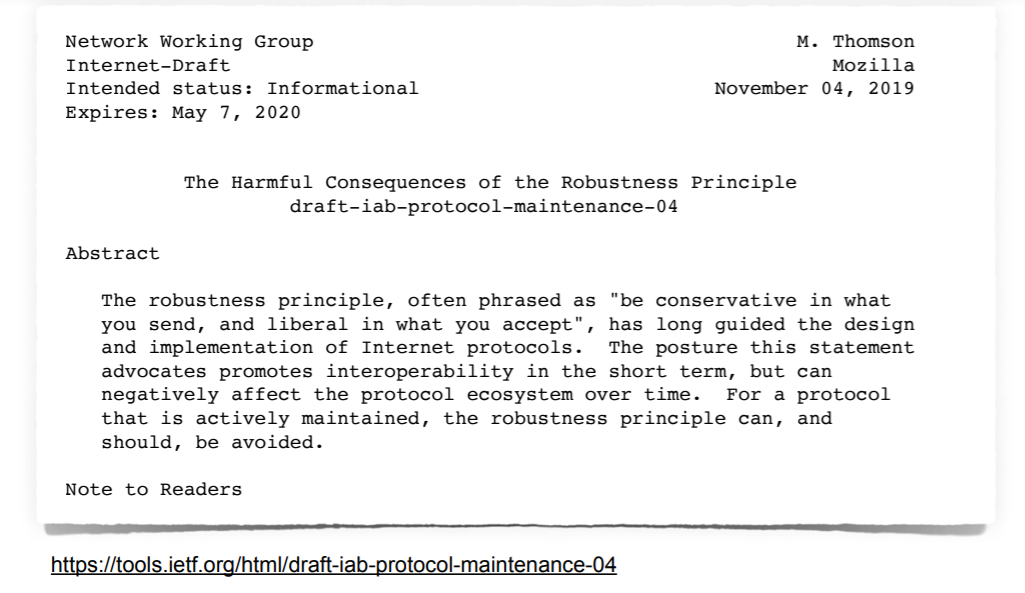 Network Working Group M. Thomson
Internet-Draft Mozilla
Intended status: Informational November 04, 2019
Expires: May 7, 2020
The Harmful Consequences of the Robustness Principle
draft-iab-protocol-maintenance-04
Abstract
The robustness principle, often phrased as "be conservative in what
you send, and liberal in what you accept", has long guided the design
and implementation of Internet protocols. The posture this statement
advocates promotes interoperability in the short term, but can
negatively affect the protocol ecosystem over time. For a protocol
that is actively maintained, the robustness principle can, and
should, be avoided.
Note to Readers
https://tools.ietf.org/html/draft-iab-protocol-maintenance-04